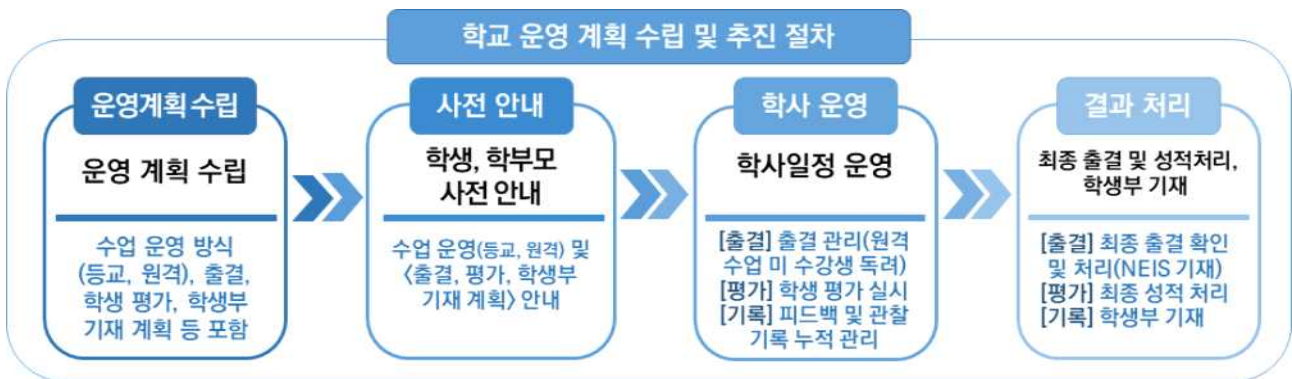 학교 운영 계획 수립 및 추진 절차
운영계획 수립
운영 계획 수립
수업 운영 방식
(등교, 원격), 출결,
학생 평가, 학생부
기재 계획 등 포함
사전 안내
학생, 학부모
사전 안내
수업 운영(등교, 원격) 및
〈출결, 평가, 학생부
기재 계획〉 안내
학사 운영
학사일정 운영
[출결] 출결 관리(원격
수업 미 수강생 독려)
[평가] 학생 평가 실시
[기록] 피드백 및 관찰
기록 누적 관리
결과 처리
최종 출결 및 성적처리,
학생부 기재
[출결] 최종 출결 확인
및 처리(NEIS 기재)
[평가] 최종 성적 처리
[기록] 학생부 기재